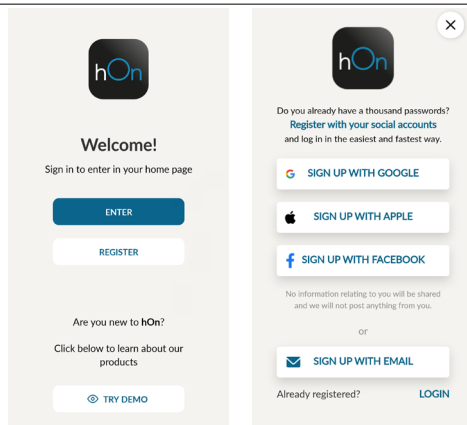 hOn
Welcome!
Sign in to enter in your home page
ENTER
REGISTER
Are you new to hOn?
Click below to learn about our
products
TRY DEMO
hOn
Do you already have a thousand passwords?
Register with your social accounts
and log in in the easiest and fastest way.
SIGN UP WITH GOOGLE
SIGN UP WITH APPLE
SIGN UP WITH FACEBOOK
No information relating to you will be shared
and we will not post anything from you.
or
SIGN UP WITH EMAIL
Already registered? LOGIN